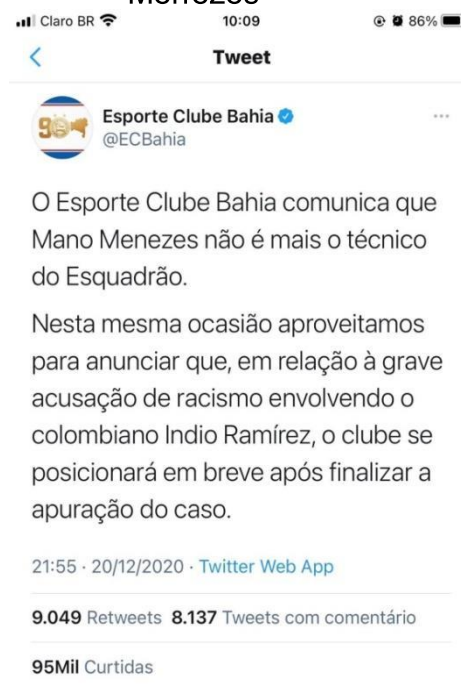 Claro BR 10:09 86%
Tweet
Esporte Clube Bahia
@ECBahia
O Esporte Clube Bahia comunica que
Mano Menezes não é mais o técnico
do Esquadrão.
Nesta mesma ocasião aproveitamos
para anunciar que, em relação à grave
acusação de racismo envolvendo o
colombiano Indio Ramírez, o clube se
posicionará em breve após finalizar a
apuração do caso.
21:55 · 20/12/2020 · Twitter Web App
9.049 Retweets 8.137 Tweets com comentário
95Mil Curtidas